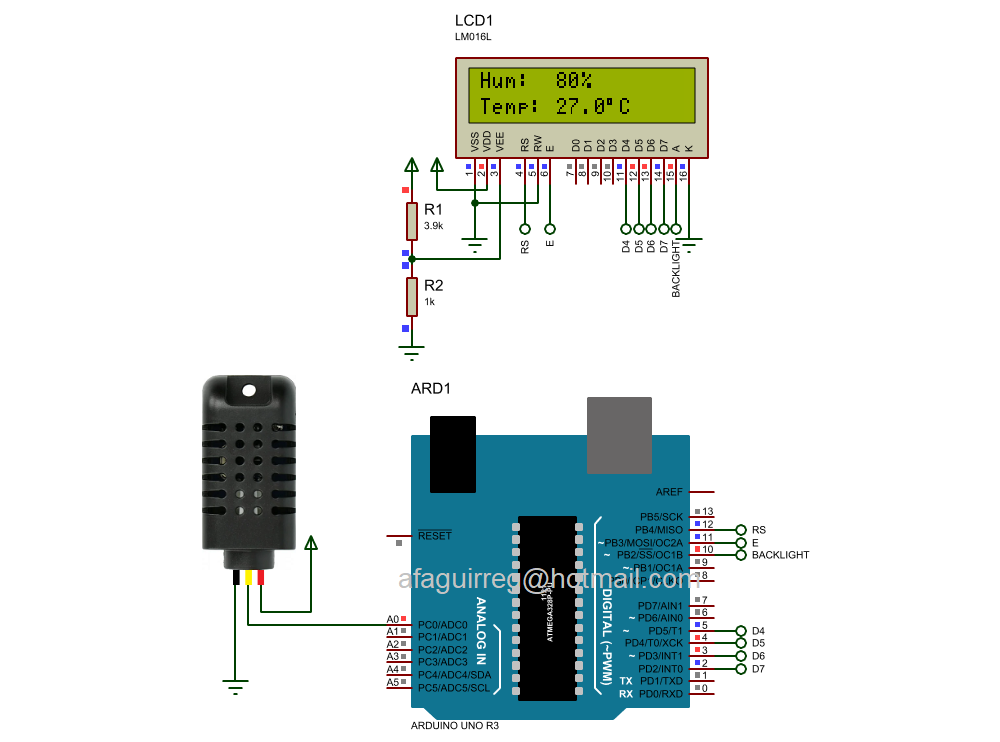 LCD1
LM016L
Hum: 80%
Temp: 27.0°C
VSS
VDD
VEE
RS
RW
E
D0
D1
D2
D3
D4
D5
D6
D7
A
K
1
2
3
4
5
6
7
8
9
10
11
12
13
14
15
16
RS
E
D4
D5
D6
D7
BACKLIGHT
R1
3.9k
R2
1k
ARD1
AREF
RESET
PB5/SCK 13
PB4/MISO 12 RS
~PB3/MOSI/OC2A 11 E
~ PB2/SS/OC1B 10 BACKLIGHT
~PB1/OC1A 9
8
afaguirreg@hotmail.com
ATMEGA328P-PU
ANALOG IN
DIGITAL (~PWM)
PD7/AIN1 7
~ PD6/AIN0 6
~ PD5/T1 5 D4
PD4/T0/XCK 4 D5
~ PD3/INT1 3 D6
PD2/INT0 2 D7
TX PD1/TXD 1
RX PD0/RXD 0
A0 PC0/ADC0
A1 PC1/ADC1
A2 PC2/ADC2
A3 PC3/ADC3
A4 PC4/ADC4/SDA
A5 PC5/ADC5/SCL
ARDUINO UNO R3